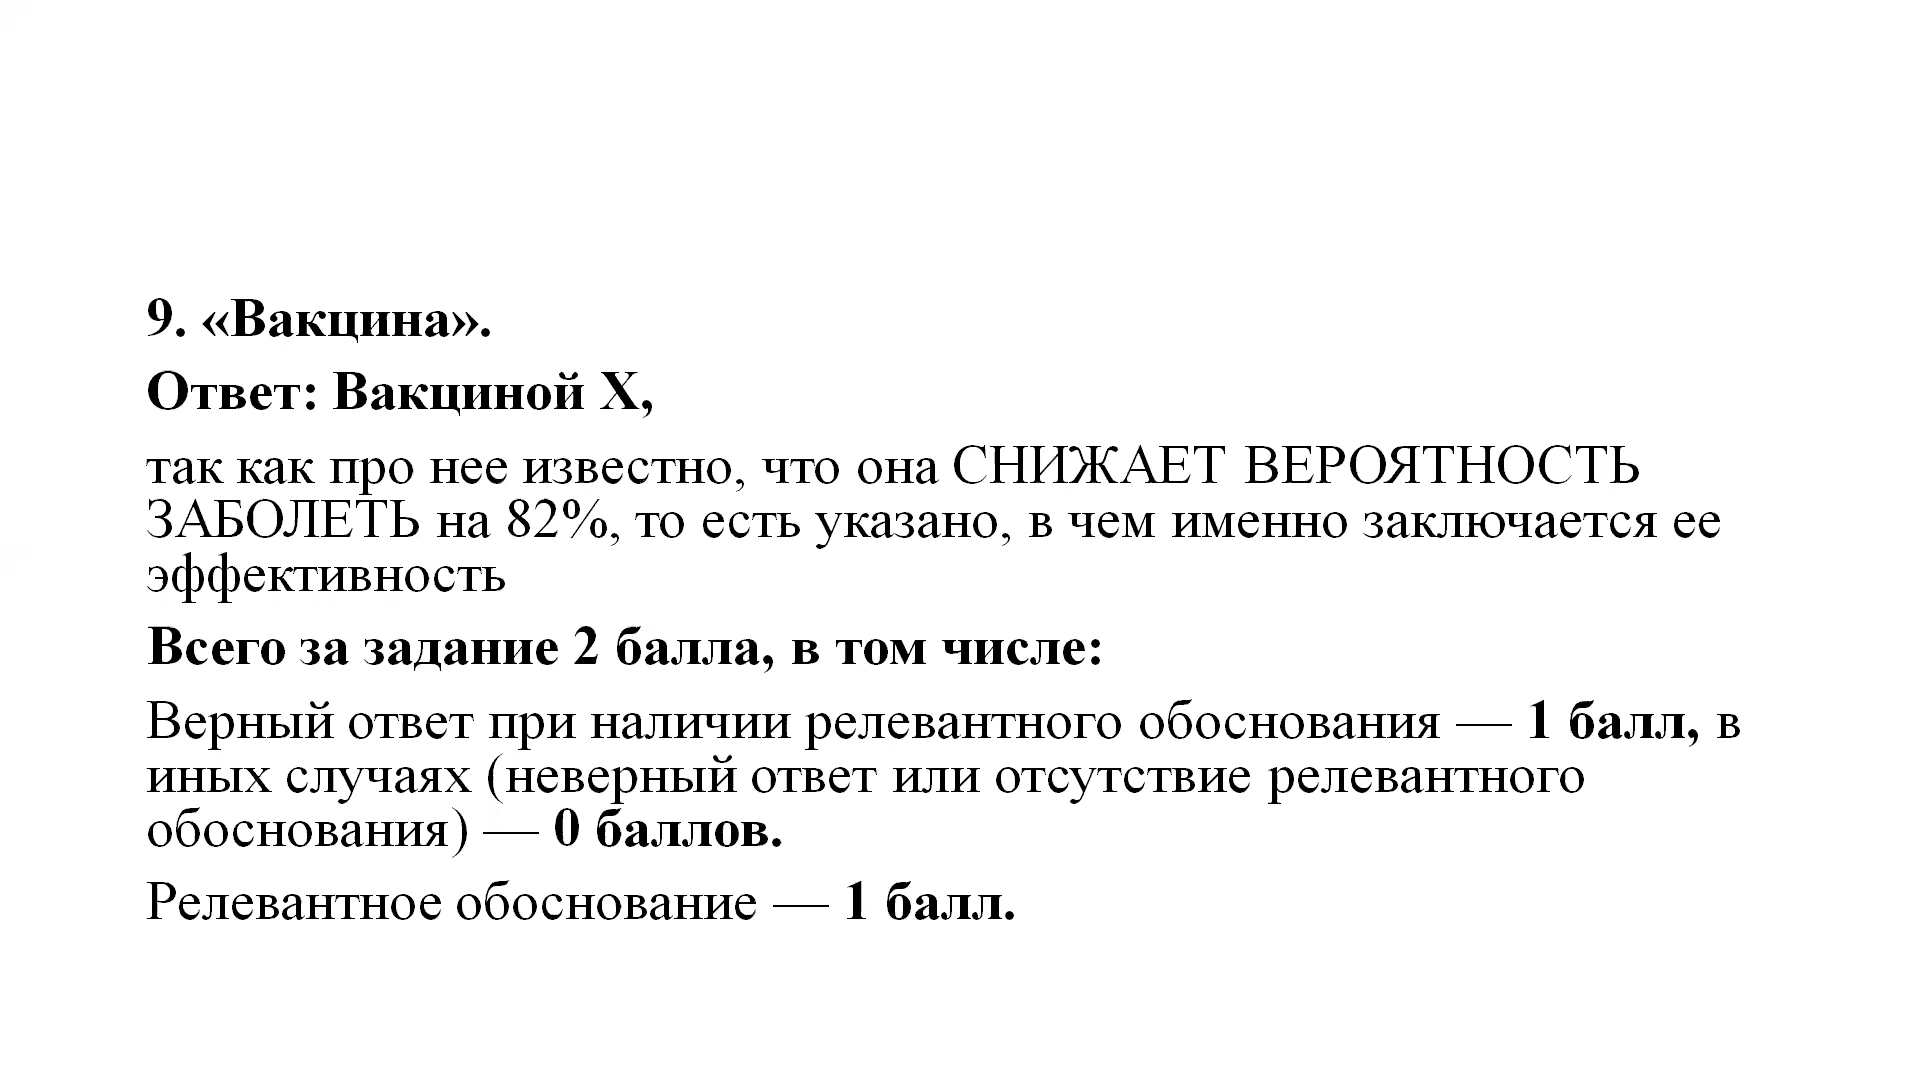 9. «Вакцина».
Ответ: Вакциной X,
так как про нее известно, что она СНИЖАЕТ ВЕРОЯТНОСТЬ
ЗАБОЛЕТЬ на 82%, то есть указано, в чем именно заключается ее
эффективность
Всего за задание 2 балла, в том числе:
Верный ответ при наличии релевантного обоснования — 1 балл, в
иных случаях (неверный ответ или отсутствие релевантного
обоснования) — 0 баллов.
Релевантное обоснование — 1 балл.